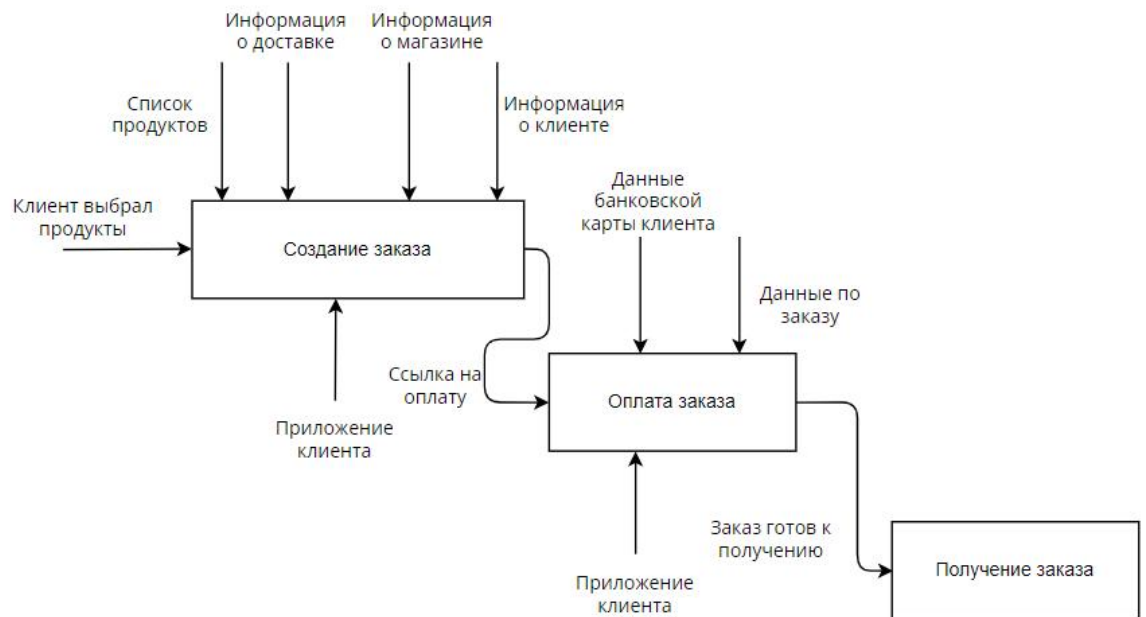 Информация
о доставке
Информация
о магазине
Список
продуктов
Информация
о клиенте
Клиент выбрал
продукты
Создание заказа
Данные
банковской
карты клиента
Данные по
заказу
Ссылка на
оплату
Оплата заказа
Приложение
клиента
Заказ готов к
получению
Получение заказа
Приложение
клиента